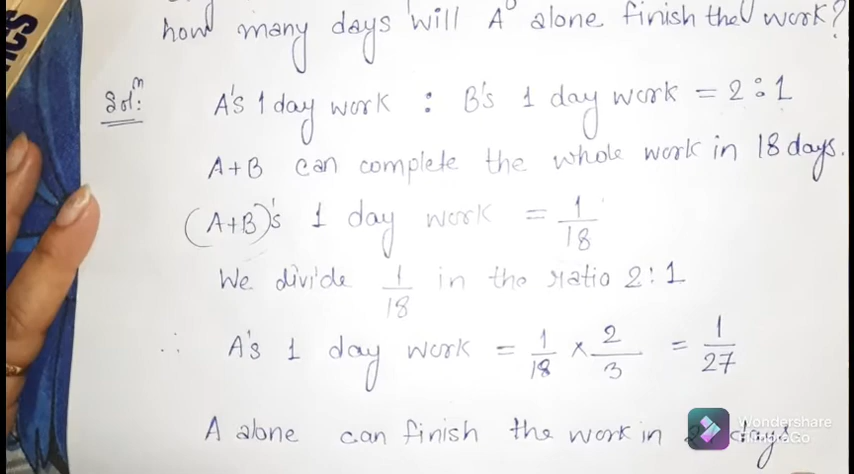 how many days will A alone finish the work?
Solⁿ: A's 1 day work : B's 1 day work = 2:1
A+B can complete the whole work in 18 days.
(A+B)'s 1 day work = 1/18
We divide 1/18 in the ratio 2:1
∴ A's 1 day work = 1/18 × 2/3 = 1/27
A alone can finish the work in days
Wondershare